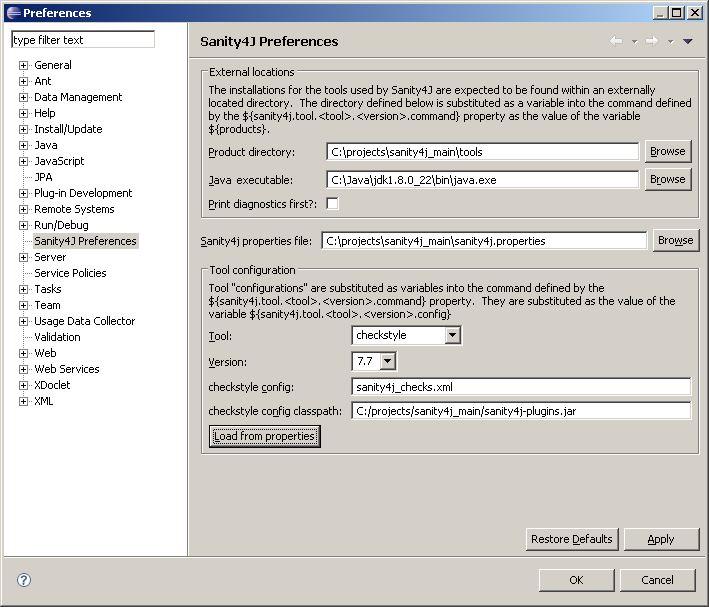 Preferences
type filter text
General
Ant
Data Management
Help
Install/Update
Java
JavaScript
JPA
Plug-in Development
Remote Systems
Run/Debug
Sanity4J Preferences
Server
Service Policies
Tasks
Team
Usage Data Collector
Validation
Web
Web Services
XDoclet
XML
Sanity4J Preferences
External locations
The installations for the tools used by Sanity4J are expected to be found within an externally
located directory.  The directory defined below is substituted as a variable into the command defined
by the ${sanity4j.tool.<tool>.<version>.command} property as the value of the variable
${products}.
Product directory: C:\projects\sanity4j_main\tools Browse
Java executable: C:\Java\jdk1.8.0_22\bin\java.exe Browse
Print diagnostics first?:
Sanity4j properties file: C:\projects\sanity4j_main\sanity4j.properties Browse
Tool configuration
Tool "configurations" are substituted as variables into the command defined by the
${sanity4j.tool.<tool>.<version>.command} property.  They are substituted as the value of the
variable ${sanity4j.tool.<tool>.<version>.config}
Tool: checkstyle
Version: 7.7
checkstyle config: sanity4j_checks.xml
checkstyle config classpath: C:/projects/sanity4j_main/sanity4j-plugins.jar
Load from properties
Restore Defaults Apply
? OK Cancel